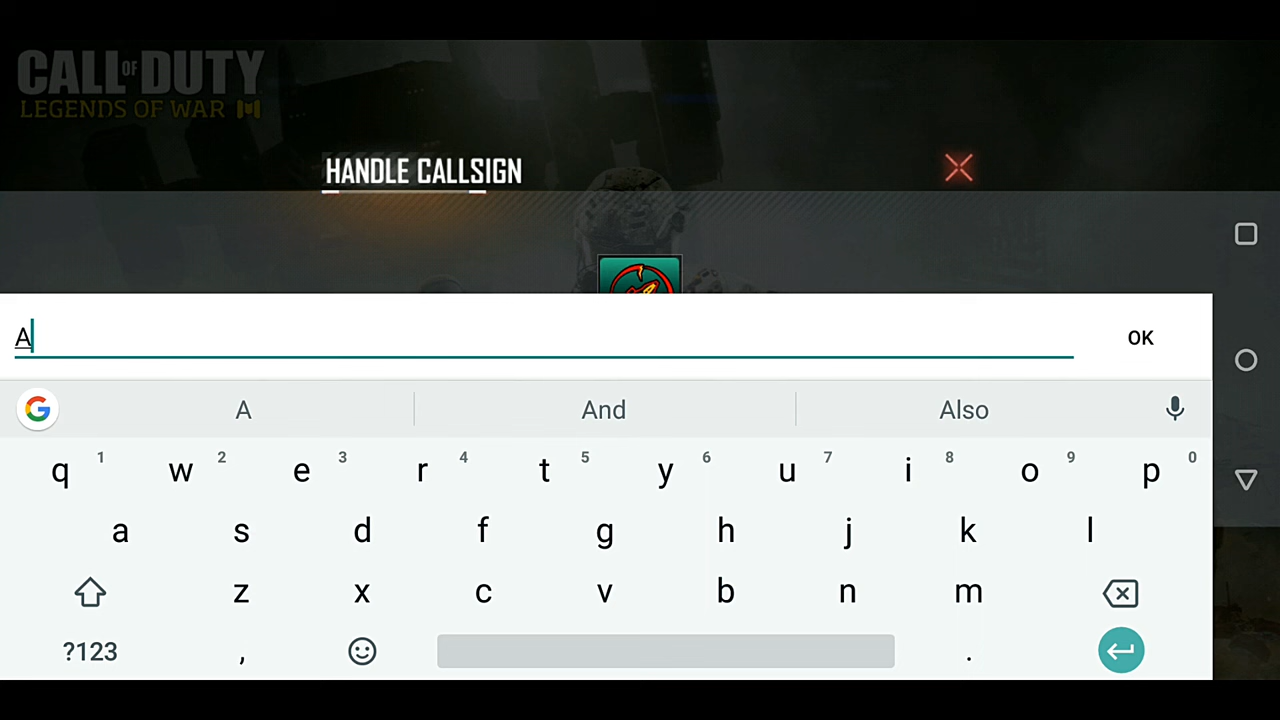 CALL OF DUTY
LEGENDS OF WAR
HANDLE CALLSIGN
A
OK
G A And Also
q 1 w 2 e 3 r 4 t 5 y 6 u 7 i 8 o 9 p 0
a s d f g h j k l
z x c v b n m
?123 , .